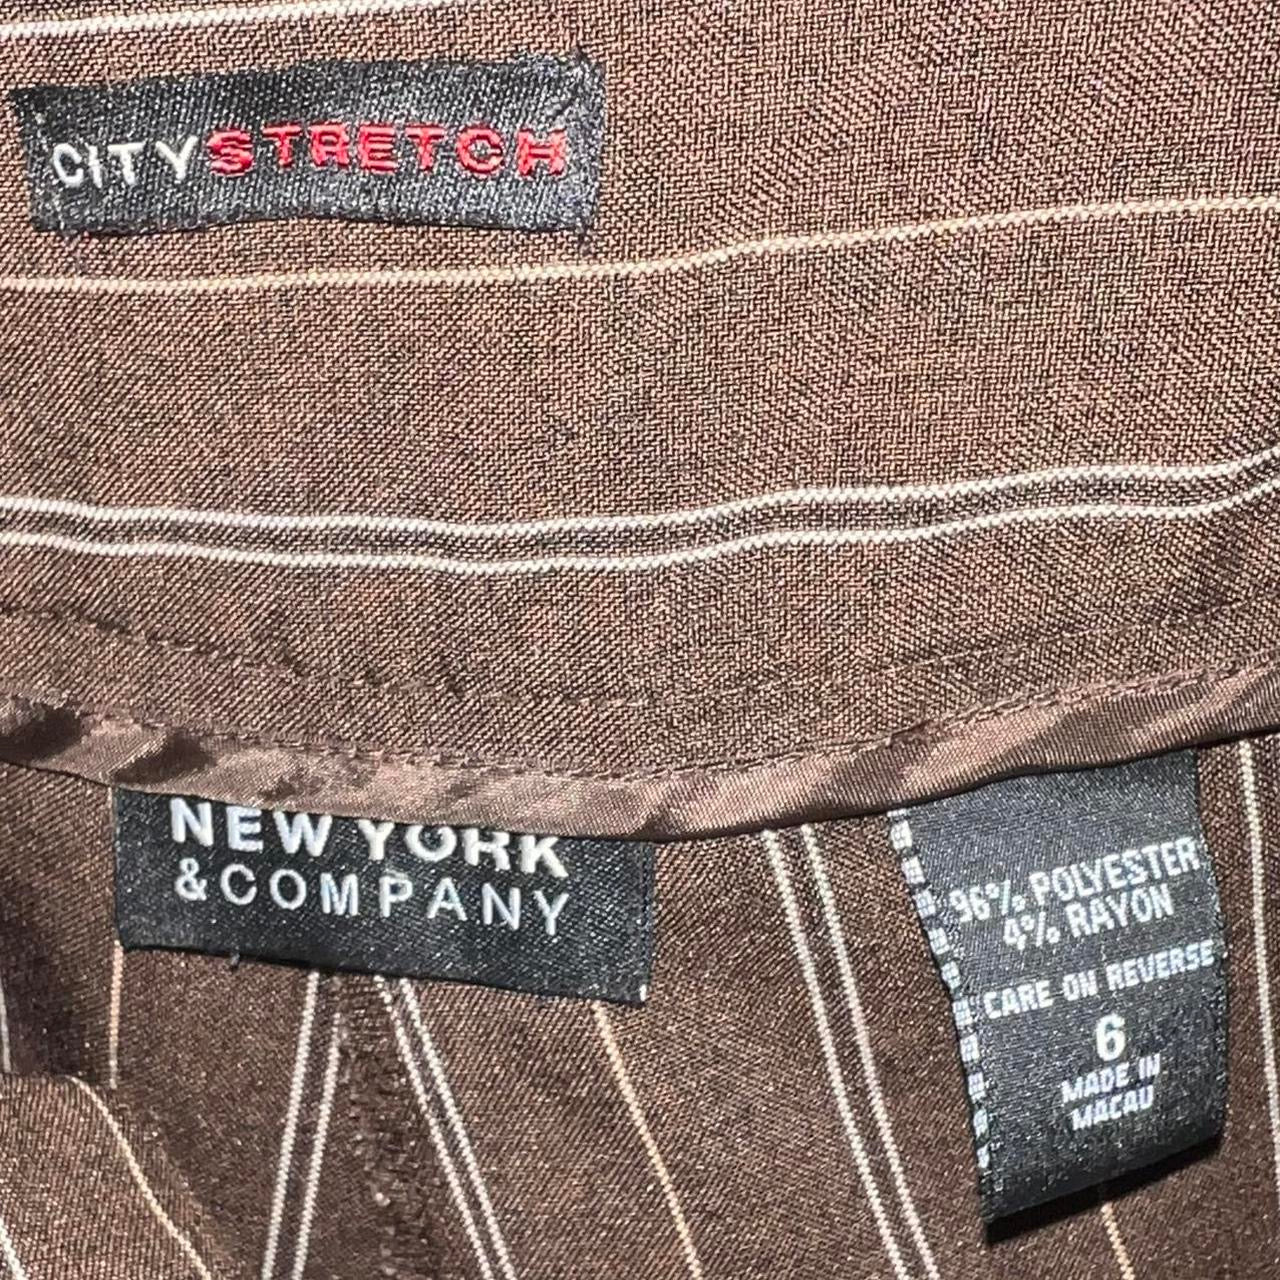 CITYSTRETCH
NEW YORK
&COMPANY
96% POLYESTER
4% RAYON
CARE ON REVERSE
6
MADE IN
MACAU